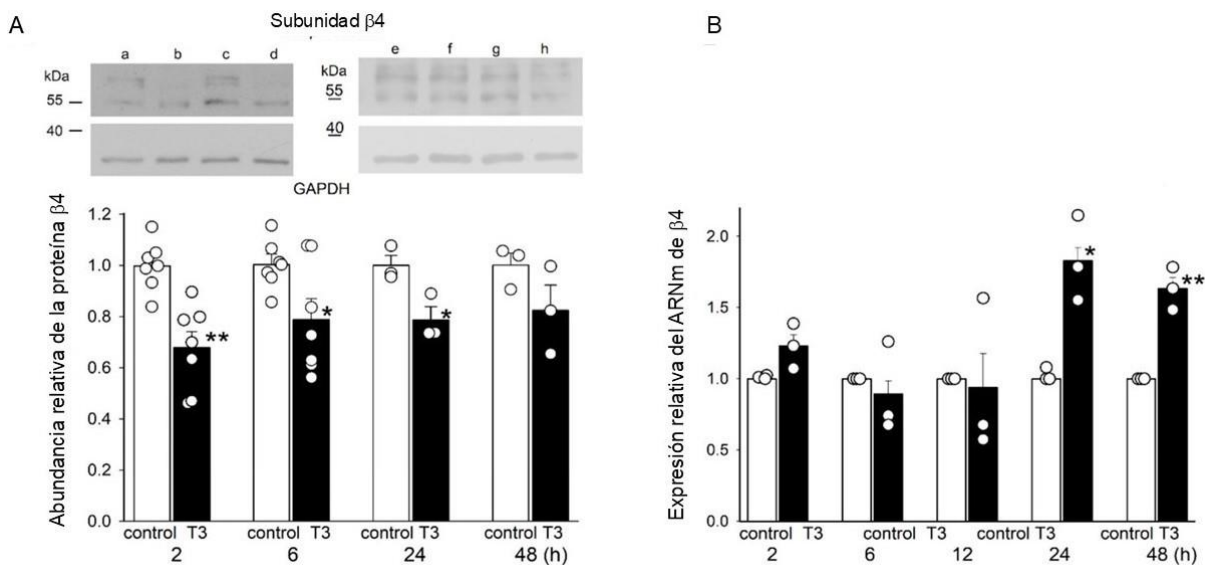 A
Subunidad β4
a b c d
kDa
55
40
e f g h
kDa
55
40
GAPDH
Abundancia relativa de la proteína β4
1.2
1.0
0.8
0.6
0.4
0.2
0.0
** * *
control T3 control T3 control T3 control T3
2 6 24 48 (h)
B
Expresión relativa del ARNm de β4
2.0
1.5
1.0
0.5
0.0
* **
control T3 control T3 control T3 control T3
2 6 12 24 48 (h)